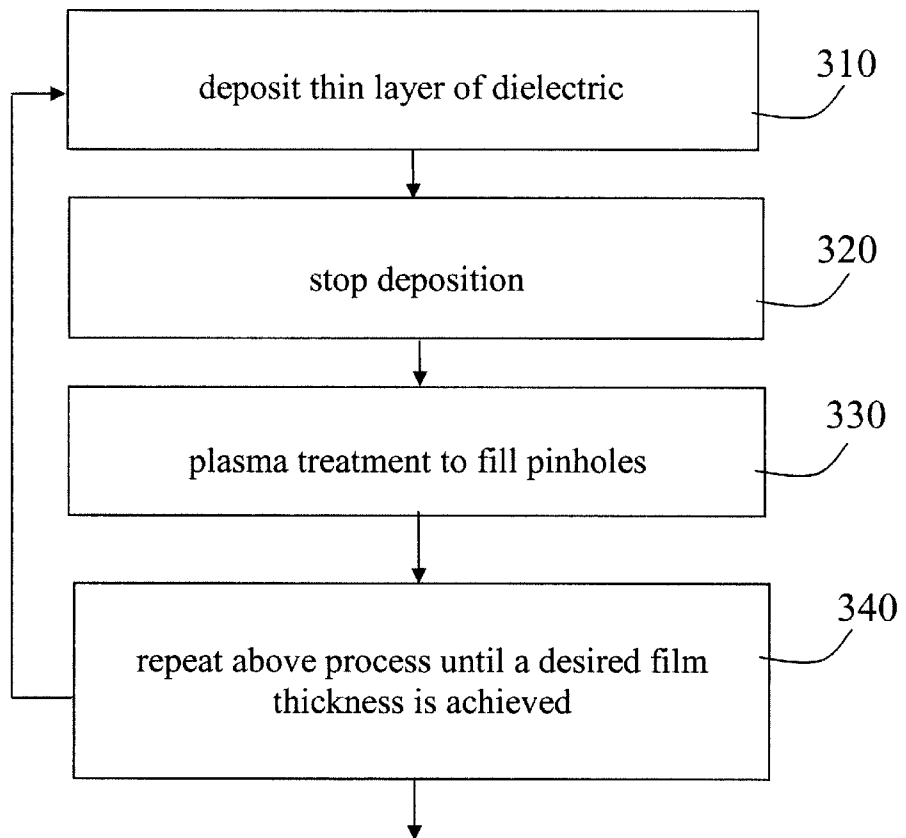 deposit thin layer of dielectric
310
stop deposition
320
plasma treatment to fill pinholes
330
repeat above process until a desired film
thickness is achieved
340